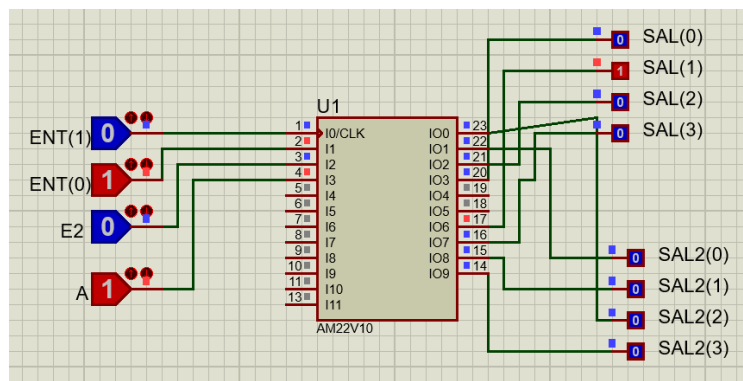 SAL(0)
0
SAL(1)
1
SAL(2)
0
SAL(3)
0
U1
ENT(1) 0
ENT(0) 1
E2 0
A 1
1 I0/CLK IO0 23
2 I1 IO1 22
3 I2 IO2 21
4 I3 IO3 20
5 I4 IO4 19
6 I5 IO5 18
7 I6 IO6 17
8 I7 IO7 16
9 I8 IO8 15
10 I9 IO9 14
11 I10
13 I11
AM22V10
0 SAL2(0)
0 SAL2(1)
0 SAL2(2)
0 SAL2(3)